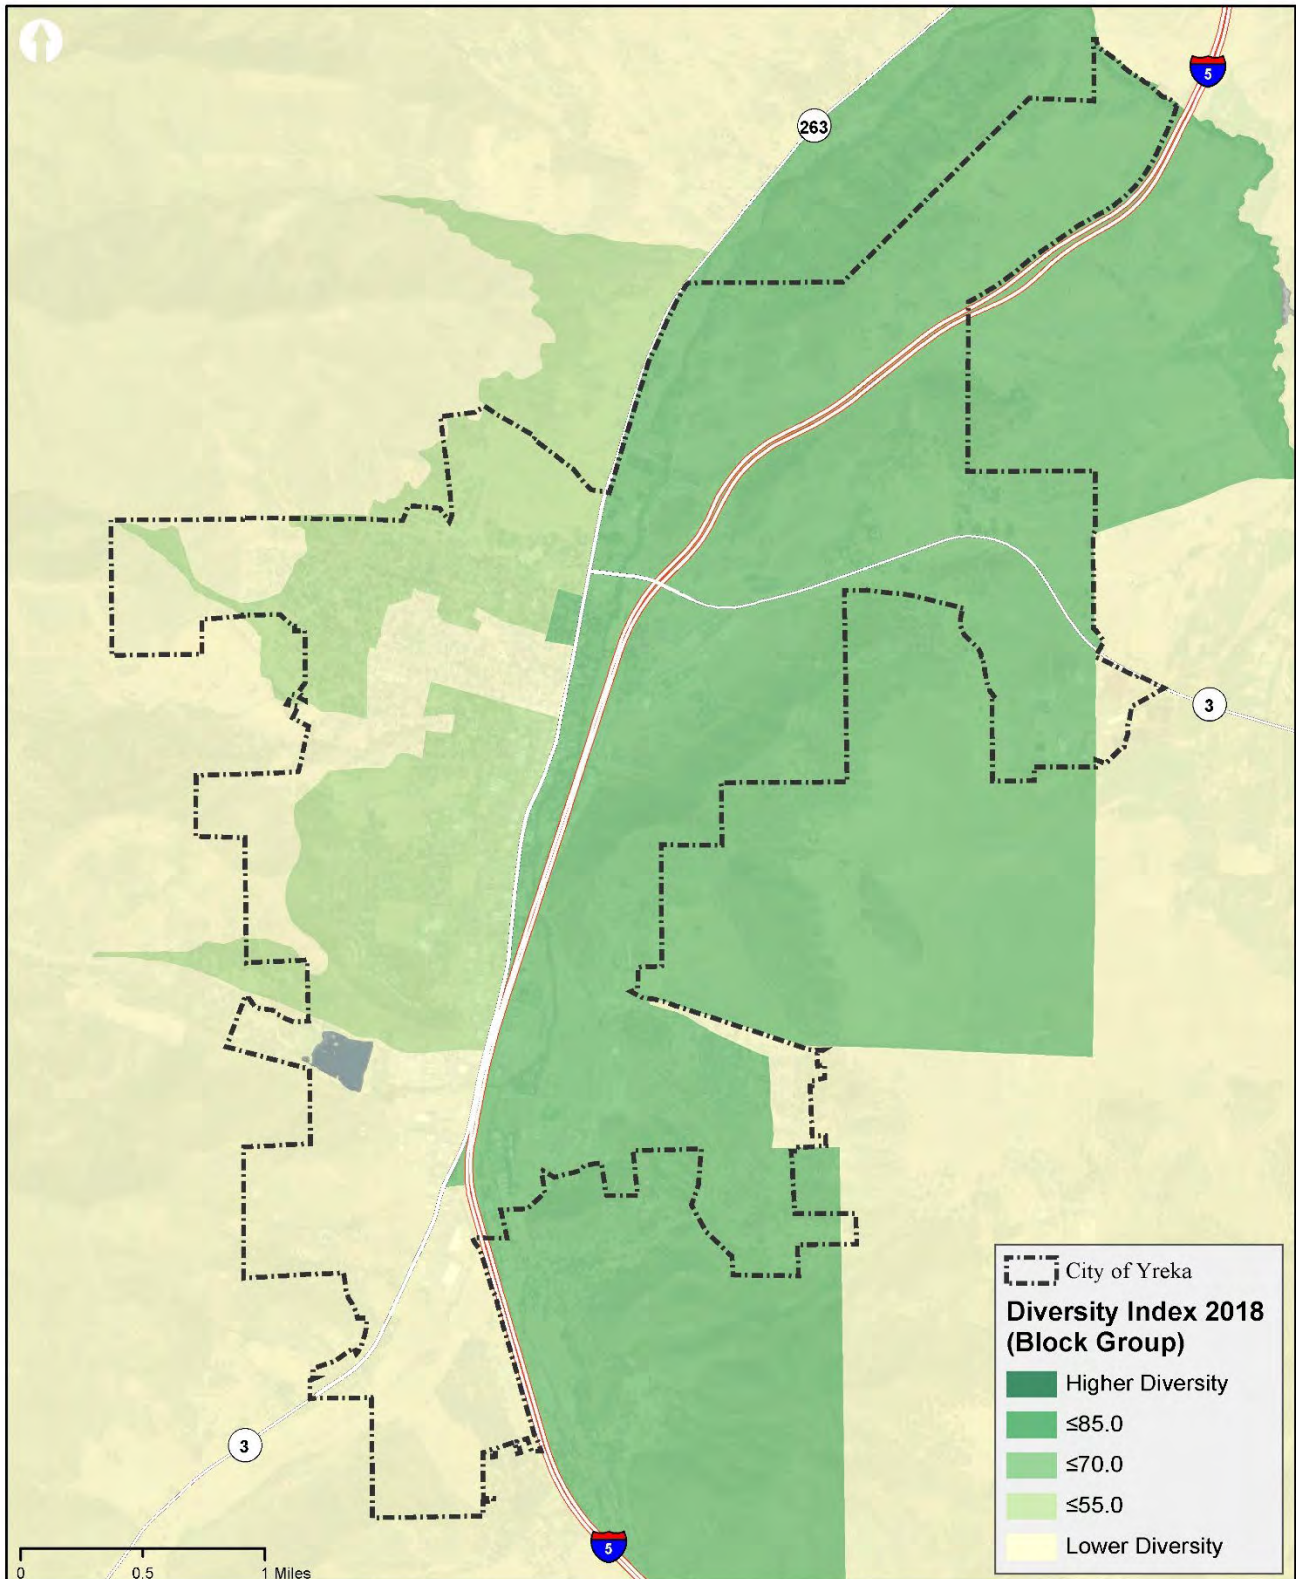 5
263
3
3
5
City of Yreka
Diversity Index 2018
(Block Group)
Higher Diversity
≤85.0
≤70.0
≤55.0
Lower Diversity
0 0.5 1 Miles